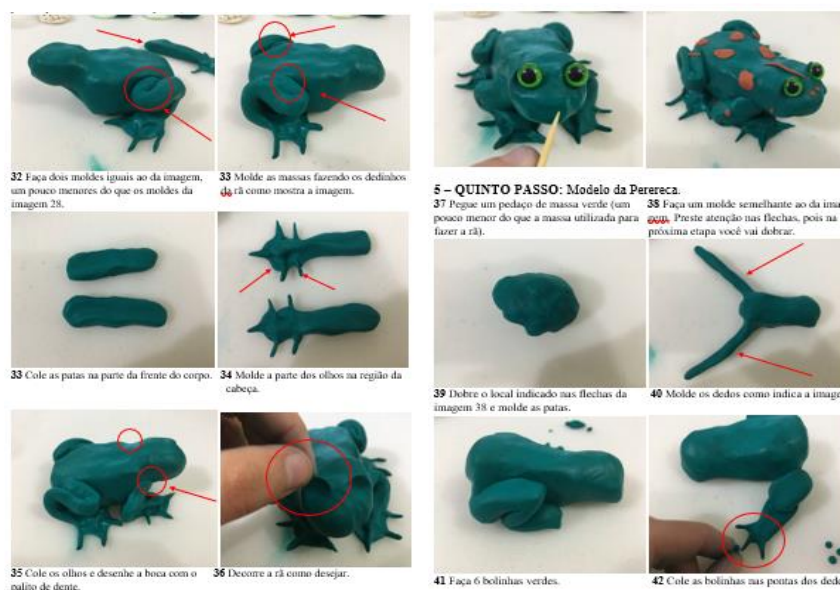 32 Faça dois moldes iguais ao da imagem,
um pouco menores do que os moldes da
imagem 28.
33 Molde as massas fazendo os dedinhos
da rã como mostra a imagem.
33 Cole as patas na parte da frente do corpo.
34 Molde a parte dos olhos na região da
cabeça.
35 Cole os olhos e desenhe a boca com o
palito de dente.
36 Decorre a rã como desejar.
5 – QUINTO PASSO: Modelo da Perereca.
37 Pegue um pedaço de massa verde (um
pouco menor do que a massa utilizada para
fazer a rã).
38 Faça um molde semelhante ao da ima
gem. Preste atenção nas flechas, pois na
próxima etapa você vai dobrar.
39 Dobre o local indicado nas flechas da
imagem 38 e molde as patas.
40 Molde os dedos como indica a image
41 Faça 6 bolinhas verdes.
42 Cole as bolinhas nas pontas dos dedo